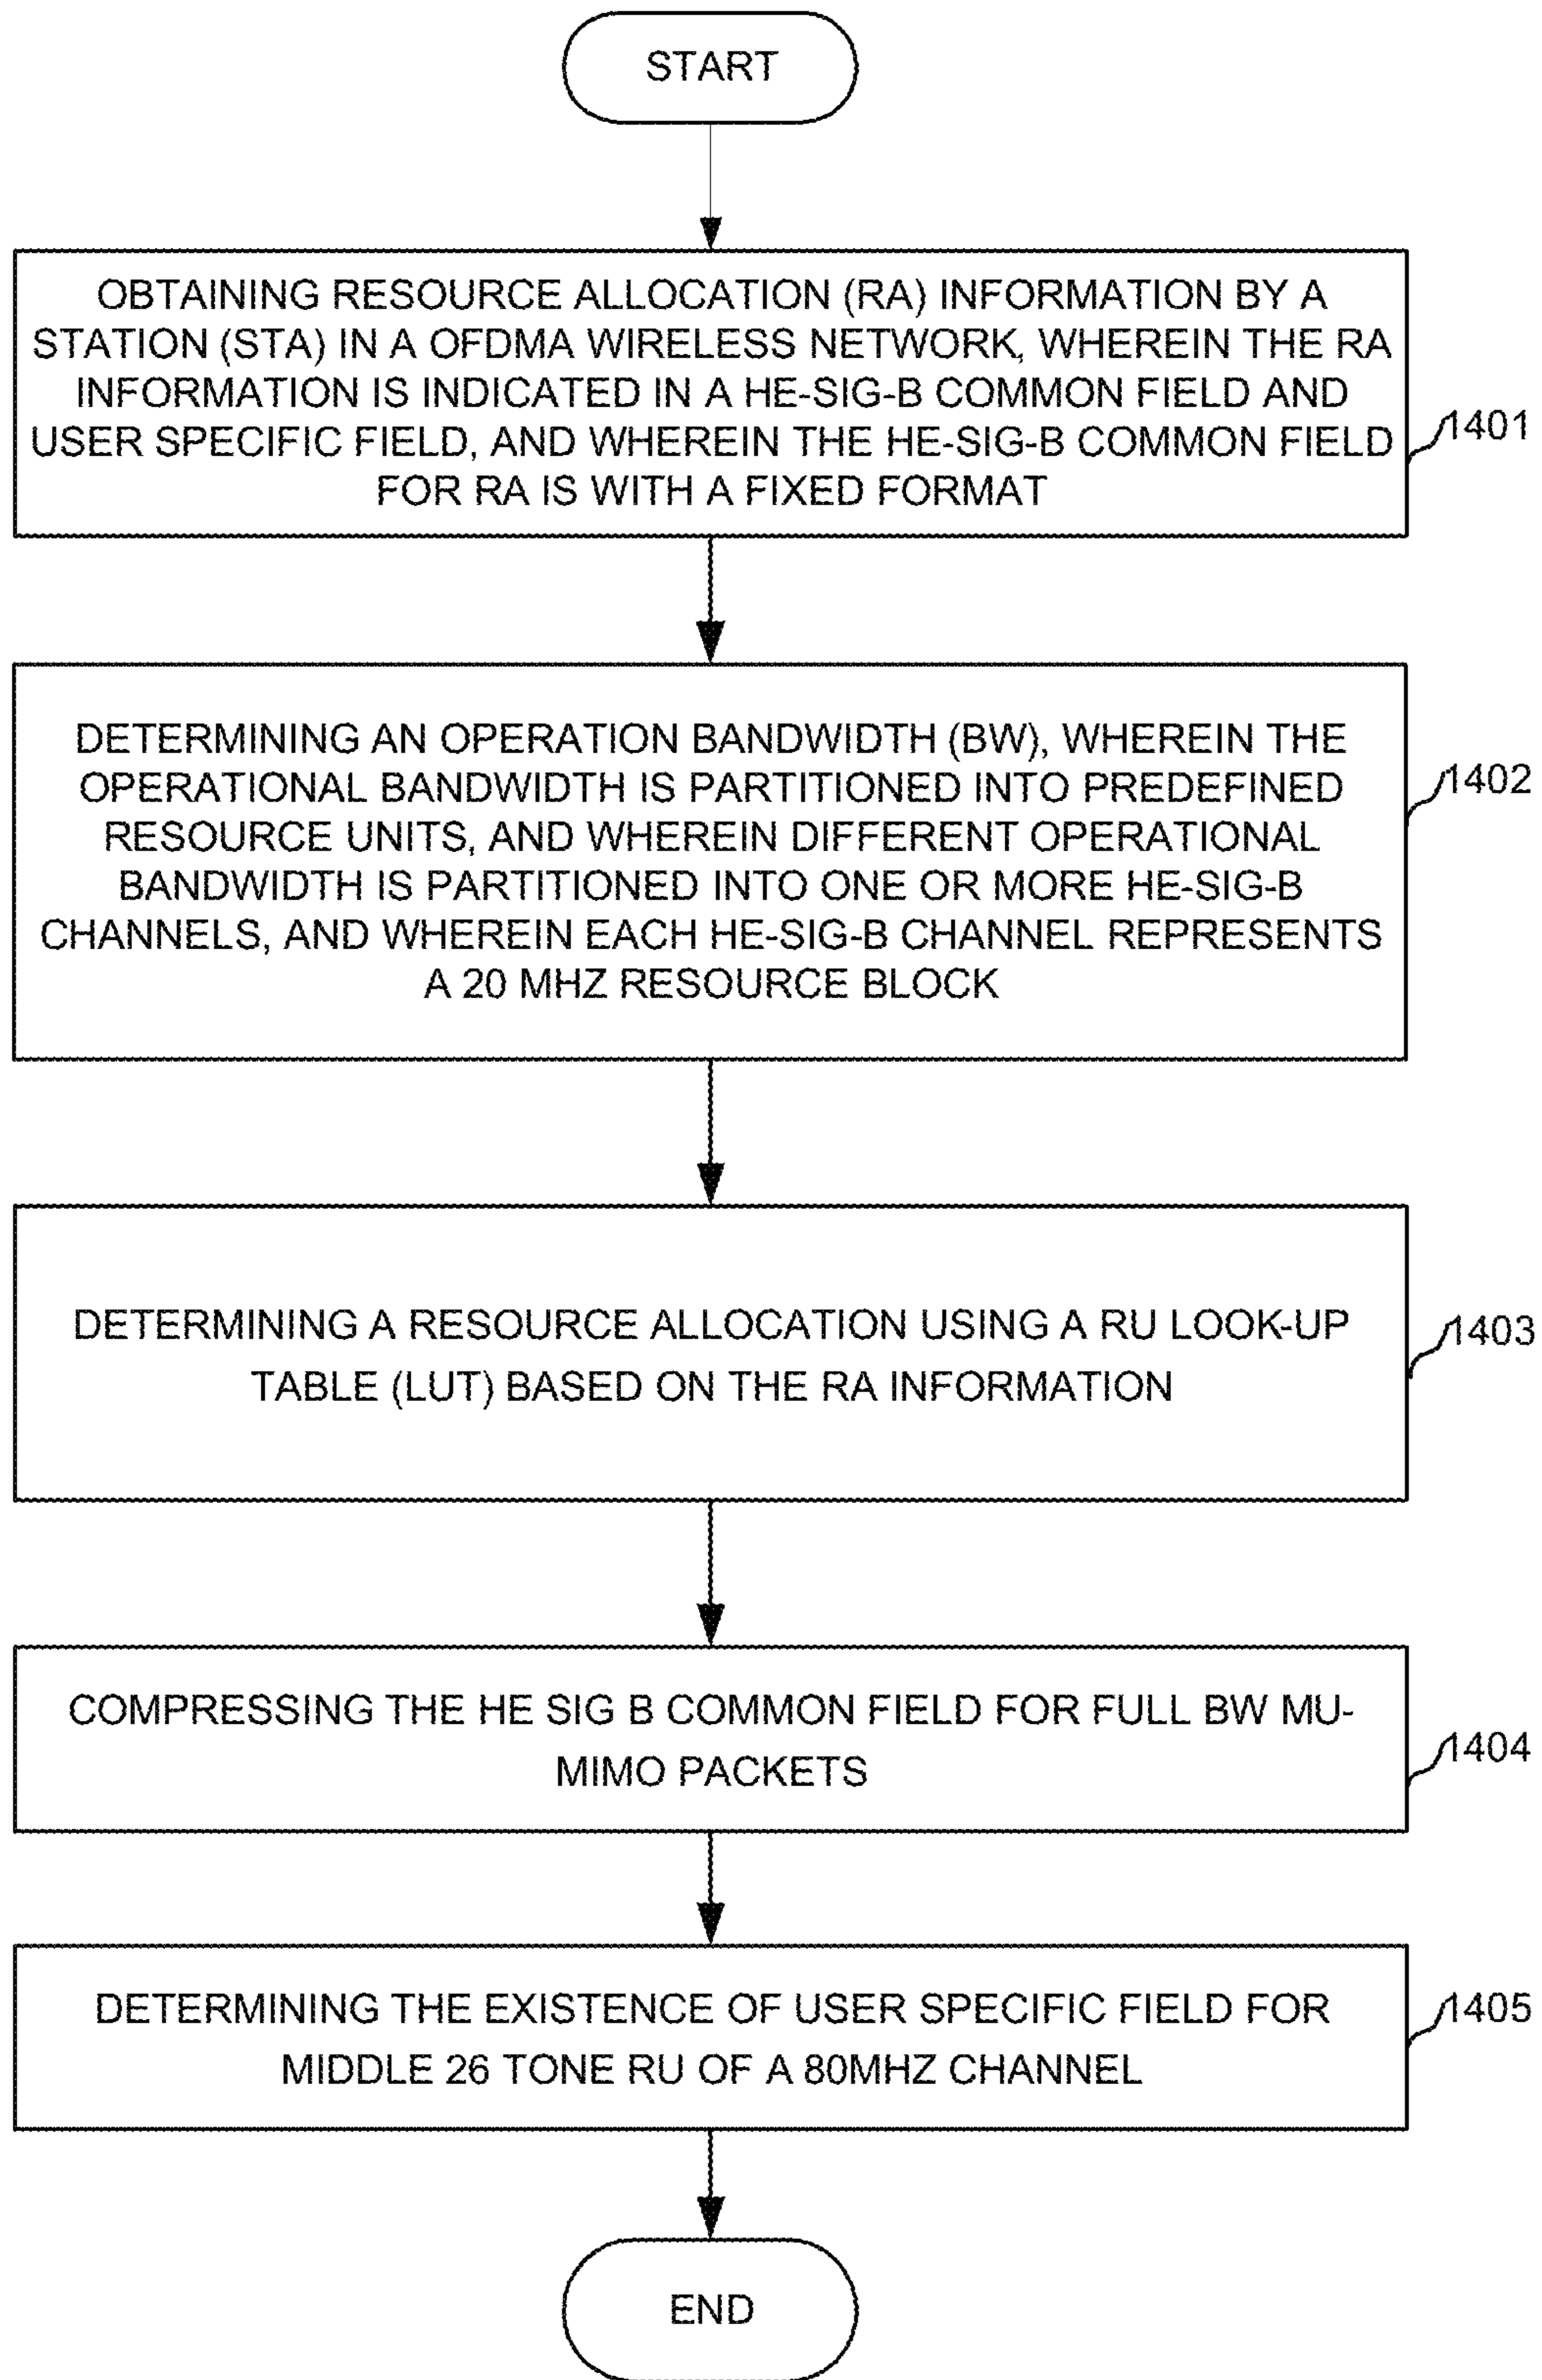 START
OBTAINING RESOURCE ALLOCATION (RA) INFORMATION BY A
STATION (STA) IN A OFDMA WIRELESS NETWORK, WHEREIN THE RA
INFORMATION IS INDICATED IN A HE-SIG-B COMMON FIELD AND
USER SPECIFIC FIELD, AND WHEREIN THE HE-SIG-B COMMON FIELD
FOR RA IS WITH A FIXED FORMAT
1401
DETERMINING AN OPERATION BANDWIDTH (BW), WHEREIN THE
OPERATIONAL BANDWIDTH IS PARTITIONED INTO PREDEFINED
RESOURCE UNITS, AND WHEREIN DIFFERENT OPERATIONAL
BANDWIDTH IS PARTITIONED INTO ONE OR MORE HE-SIG-B
CHANNELS, AND WHEREIN EACH HE-SIG-B CHANNEL REPRESENTS
A 20 MHZ RESOURCE BLOCK
1402
DETERMINING A RESOURCE ALLOCATION USING A RU LOOK-UP
TABLE (LUT) BASED ON THE RA INFORMATION
1403
COMPRESSING THE HE SIG B COMMON FIELD FOR FULL BW MU-
MIMO PACKETS
1404
DETERMINING THE EXISTENCE OF USER SPECIFIC FIELD FOR
MIDDLE 26 TONE RU OF A 80MHZ CHANNEL
1405
END